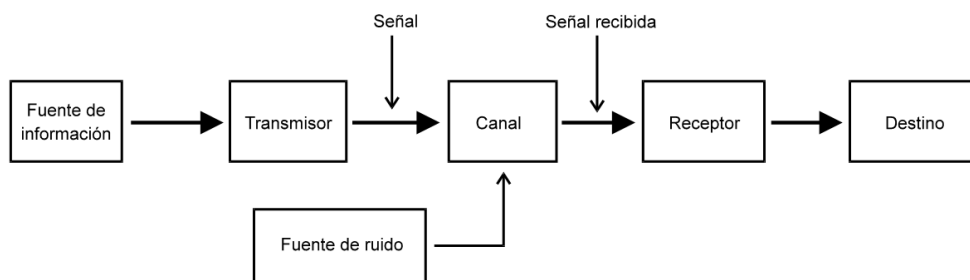 Señal
Señal recibida
Fuente de
información
Transmisor
Canal
Receptor
Destino
Fuente de ruido